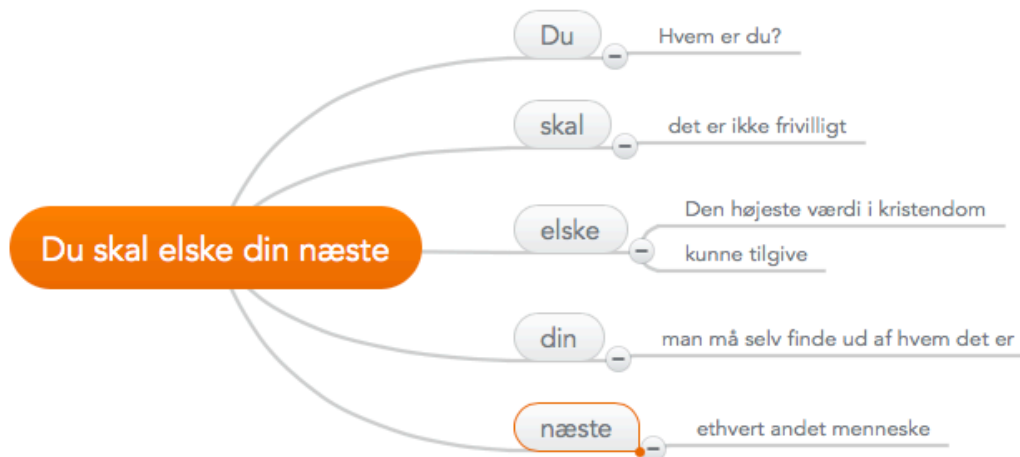 Du
Hvem er du?
skal
det er ikke frivilligt
Du skal elske din næste
elske
Den højeste værdi i kristendom
kunne tilgive
din
man må selv finde ud af hvem det er
næste
ethvert andet menneske